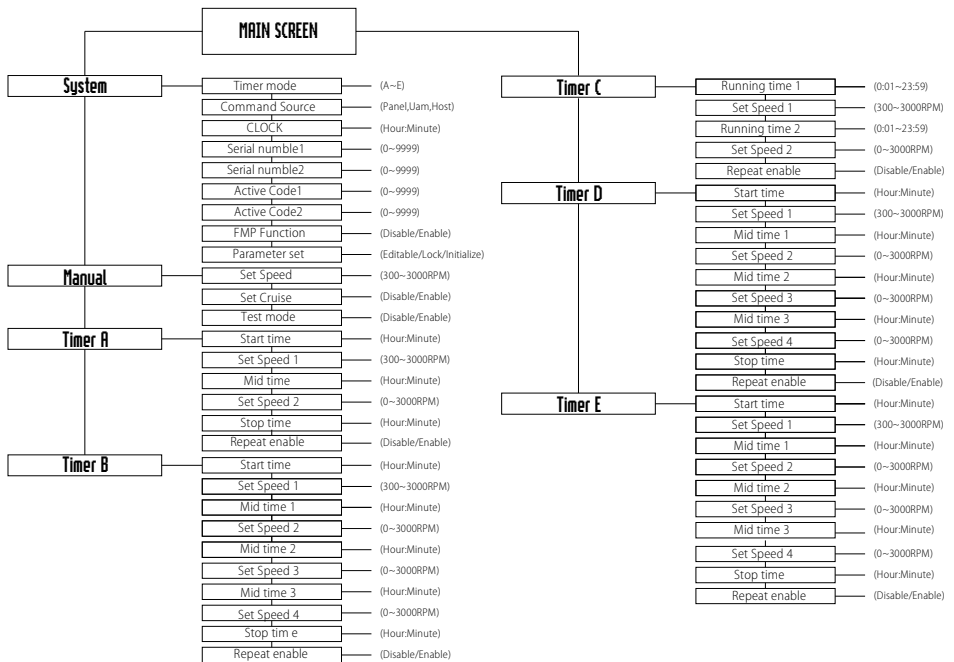 MAIN SCREEN
System
Timer mode (A~E)
Command Source (Panel,Uam,Host)
CLOCK (Hour:Minute)
Serial numble1 (0~9999)
Serial numble2 (0~9999)
Active Code1 (0~9999)
Active Code2 (0~9999)
FMP Function (Disable/Enable)
Parameter set (Editable/Lock/Initialize)
Manual
Set Speed (300~3000RPM)
Set Cruise (Disable/Enable)
Test mode (Disable/Enable)
Timer A
Start time (Hour:Minute)
Set Speed 1 (300~3000RPM)
Mid time (Hour:Minute)
Set Speed 2 (0~3000RPM)
Stop time (Hour:Minute)
Repeat enable (Disable/Enable)
Timer B
Start time (Hour:Minute)
Set Speed 1 (300~3000RPM)
Mid time 1 (Hour:Minute)
Set Speed 2 (0~3000RPM)
Mid time 2 (Hour:Minute)
Set Speed 3 (0~3000RPM)
Mid time 3 (Hour:Minute)
Set Speed 4 (0~3000RPM)
Stop tim e (Hour:Minute)
Repeat enable (Disable/Enable)
Timer C
Running time 1 (0:01~23:59)
Set Speed 1 (300~3000RPM)
Running time 2 (0:01~23:59)
Set Speed 2 (0~3000RPM)
Repeat enable (Disable/Enable)
Timer D
Start time (Hour:Minute)
Set Speed 1 (300~3000RPM)
Mid time 1 (Hour:Minute)
Set Speed 2 (0~3000RPM)
Mid time 2 (Hour:Minute)
Set Speed 3 (0~3000RPM)
Mid time 3 (Hour:Minute)
Set Speed 4 (0~3000RPM)
Stop time (Hour:Minute)
Repeat enable (Disable/Enable)
Timer E
Start time (Hour:Minute)
Set Speed 1 (300~3000RPM)
Mid time 1 (Hour:Minute)
Set Speed 2 (0~3000RPM)
Mid time 2 (Hour:Minute)
Set Speed 3 (0~3000RPM)
Mid time 3 (Hour:Minute)
Set Speed 4 (0~3000RPM)
Stop time (Hour:Minute)
Repeat enable (Disable/Enable)